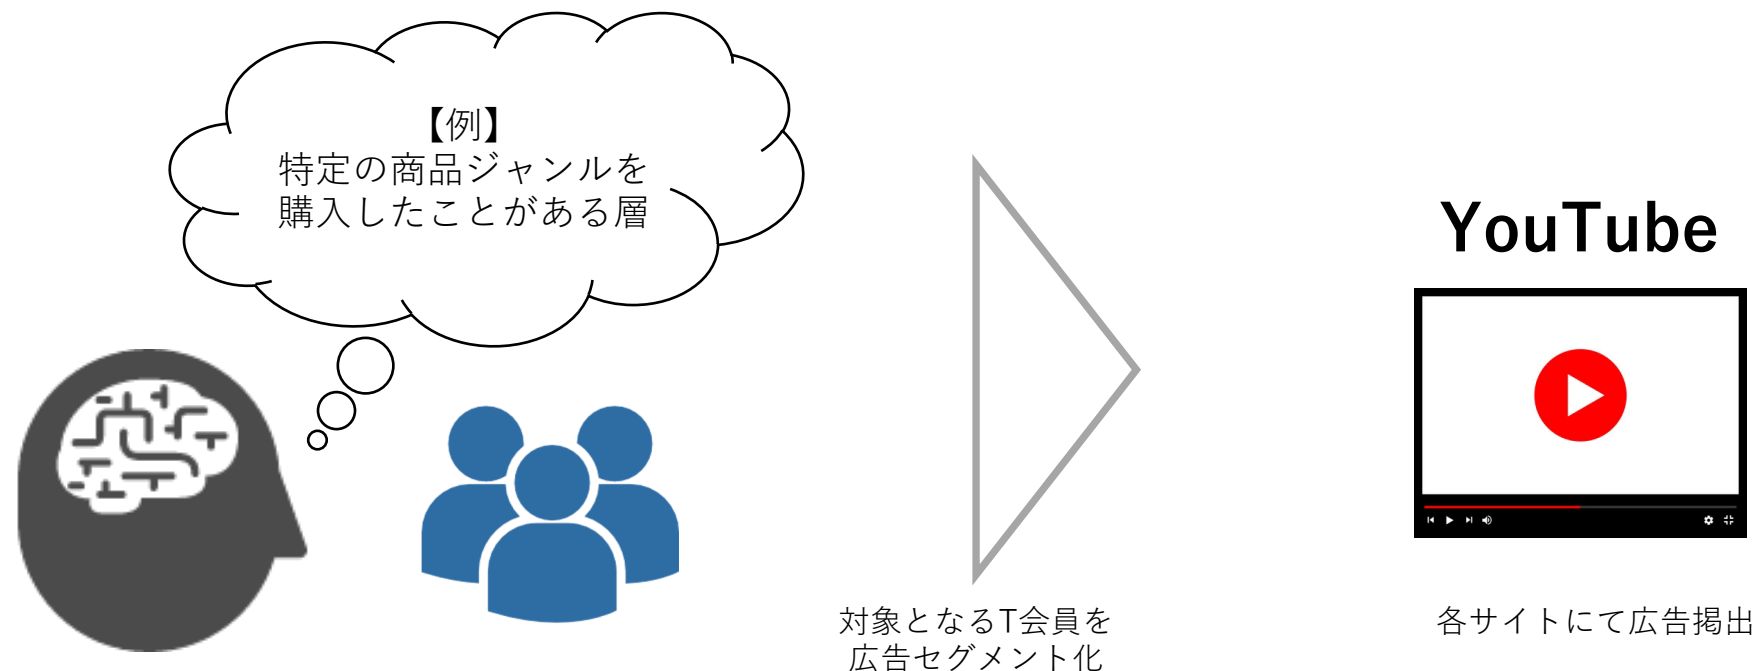 【例】
特定の商品ジャンルを
購入したことがある層
YouTube
対象となるT会員を
広告セグメント化
各サイトにて広告掲出